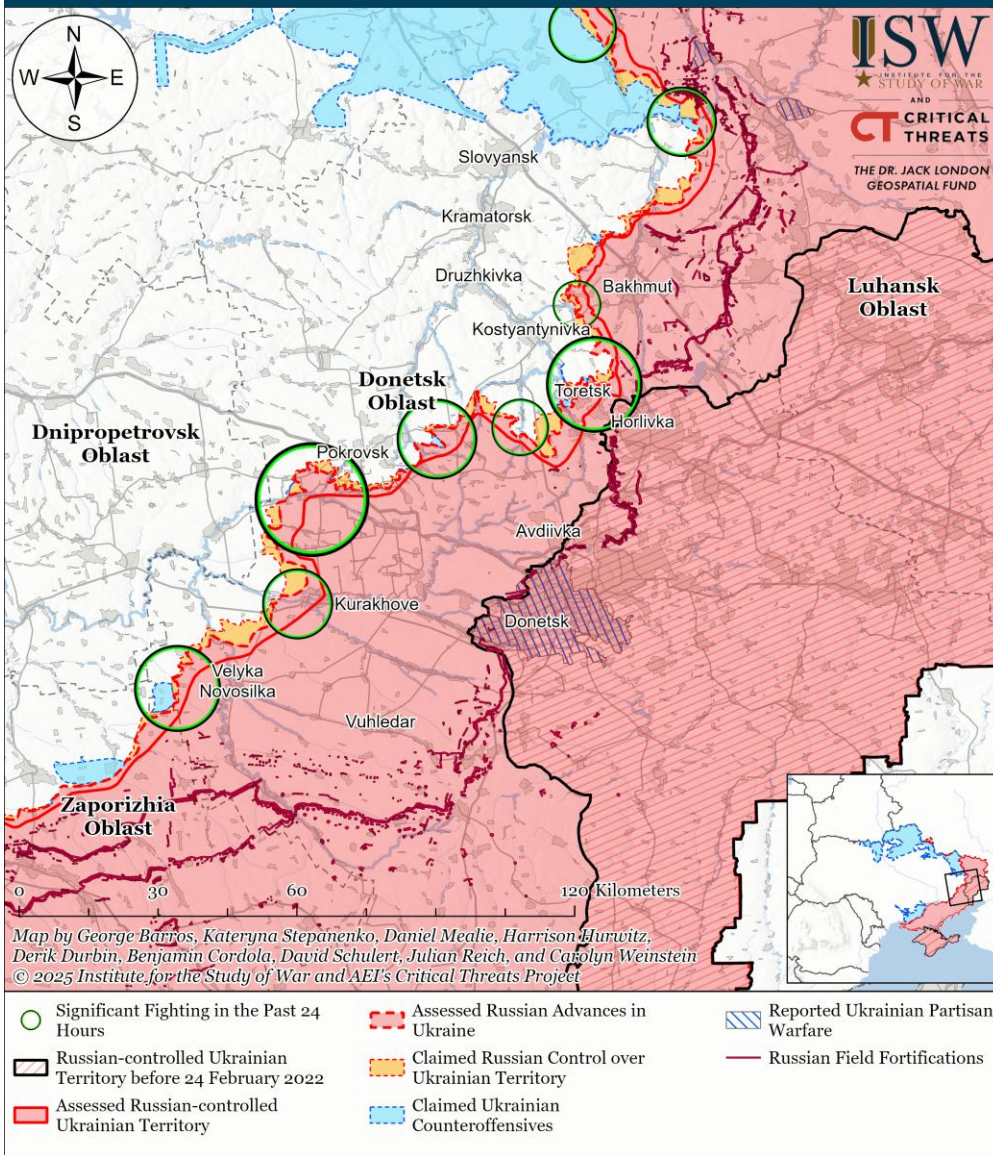 N
W
E
S
ISW
INSTITUTE FOR THE
STUDY OF WAR
AND
CT CRITICAL
THREATS
THE DR. JACK LONDON
GEOSPATIAL FUND
Slovyansk
Kramatorsk
Druzhkivka
Bakhmut
Luhansk
Oblast
Kostyantynivka
Donetsk
Oblast
Toretsk
Horlivka
Dnipropetrovsk
Oblast
Pokrovsk
Avdiivka
Kurakhove
Donetsk
Velyka
Novosilka
Vuhledar
Zaporizhia
Oblast
0 30 60 120 Kilometers
Map by George Barros, Kateryna Stepanenko, Daniel Mealie, Harrison Hurwitz,
Derik Durbin, Benjamin Cordola, David Schulert, Julian Reich, and Carolyn Weinstein
© 2025 Institute for the Study of War and AEI's Critical Threats Project
Significant Fighting in the Past 24
Hours
Russian-controlled Ukrainian
Territory before 24 February 2022
Assessed Russian-controlled
Ukrainian Territory
Assessed Russian Advances in
Ukraine
Claimed Russian Control over
Ukrainian Territory
Claimed Ukrainian
Counteroffensives
Reported Ukrainian Partisan
Warfare
Russian Field Fortifications